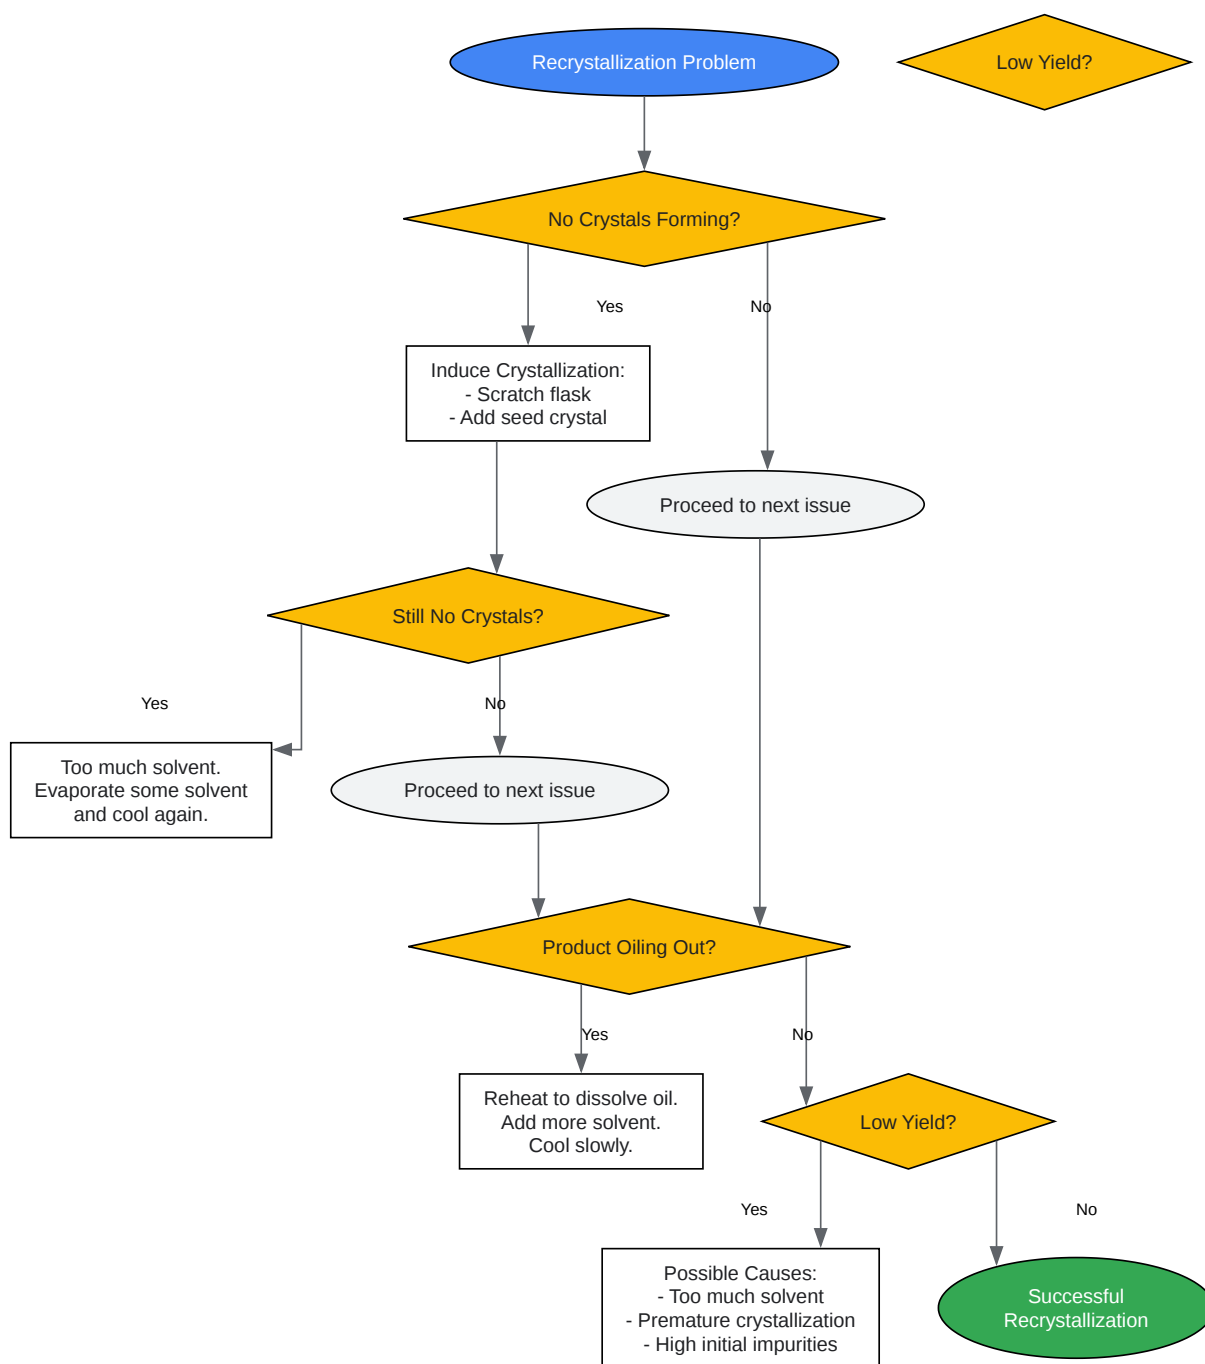 Recrystallization Problem
Low Yield?
No Crystals Forming?
Yes
No
Induce Crystallization:
- Scratch flask
- Add seed crystal
Proceed to next issue
Still No Crystals?
Yes
No
Too much solvent.
Evaporate some solvent
and cool again.
Proceed to next issue
Product Oiling Out?
Yes
No
Reheat to dissolve oil.
Add more solvent.
Cool slowly.
Low Yield?
Yes
No
Possible Causes:
- Too much solvent
- Premature crystallization
- High initial impurities
Successful
Recrystallization